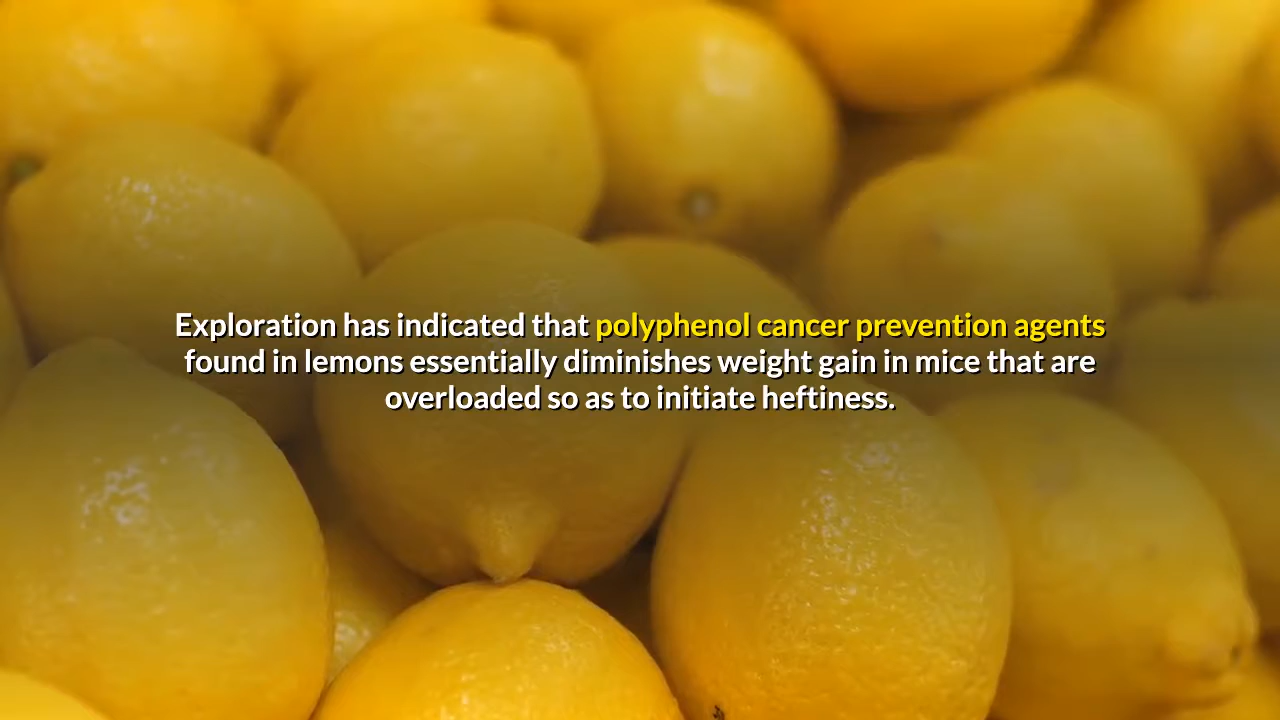 Exploration has indicated that polyphenol cancer prevention agents
found in lemons essentially diminishes weight gain in mice that are
overloaded so as to initiate heftiness.